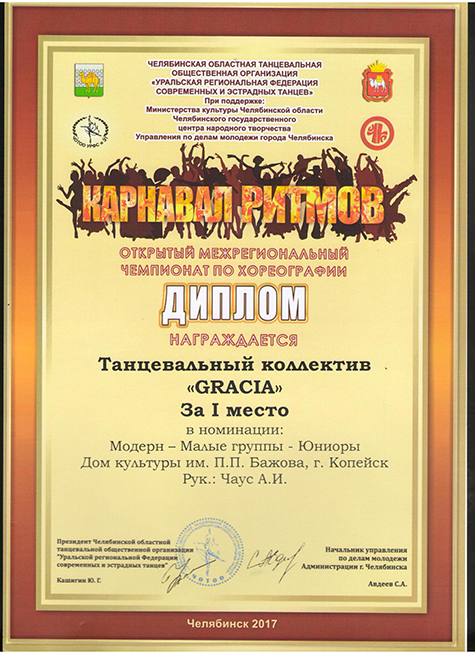 ЧЕЛЯБИНСКАЯ ОБЛАСТНАЯ ТАНЦЕВАЛЬНАЯ
ОБЩЕСТВЕННАЯ ОРГАНИЗАЦИЯ
«УРАЛЬСКАЯ РЕГИОНАЛЬНАЯ ФЕДЕРАЦИЯ
СОВРЕМЕННЫХ И ЭСТРАДНЫХ ТАНЦЕВ»
При поддержке:
Министерства культуры Челябинской области
Челябинского государственного
центра народного творчества
Управления по делам молодежи города Челябинска
КАРНАВАЛ РИТМОВ
ОТКРЫТЫЙ МЕЖРЕГИОНАЛЬНЫЙ
ЧЕМПИОНАТ ПО ХОРЕОГРАФИИ
ДИПЛОМ
НАГРАЖДАЕТСЯ
Танцевальный коллектив
«GRACIA»
За I место
в номинации:
Модерн – Малые группы - Юниоры
Дом культуры им. П.П. Бажова, г. Копейск
Рук.: Чаус А.И.
Президент Челябинской областной
танцевальной общественной организации
"Уральской региональной Федерации
современных и эстрадных танцев"
Кашигин Ю. Г.
Начальник управления
по делам молодежи
Администрации г. Челябинска
Авдеев С.А.
Челябинск 2017